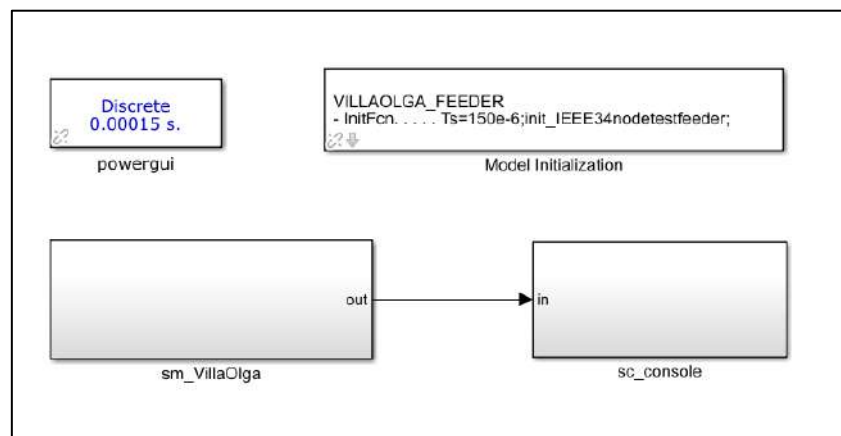 Discrete
0.00015 s.
powergui
VILLAOLGA_FEEDER
- InitFcn. . . . . Ts=150e-6;init_IEEE34nodetestfeeder;
Model Initialization
out
in
sm_VillaOlga
sc_console